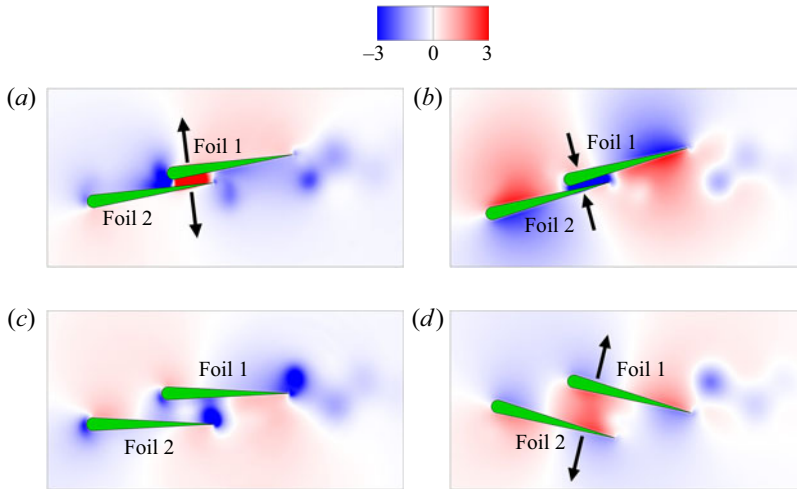 –3 0 3
(a) (b)
Foil 1 Foil 1
Foil 2 Foil 2
(c) (d)
Foil 1 Foil 1
Foil 2 Foil 2